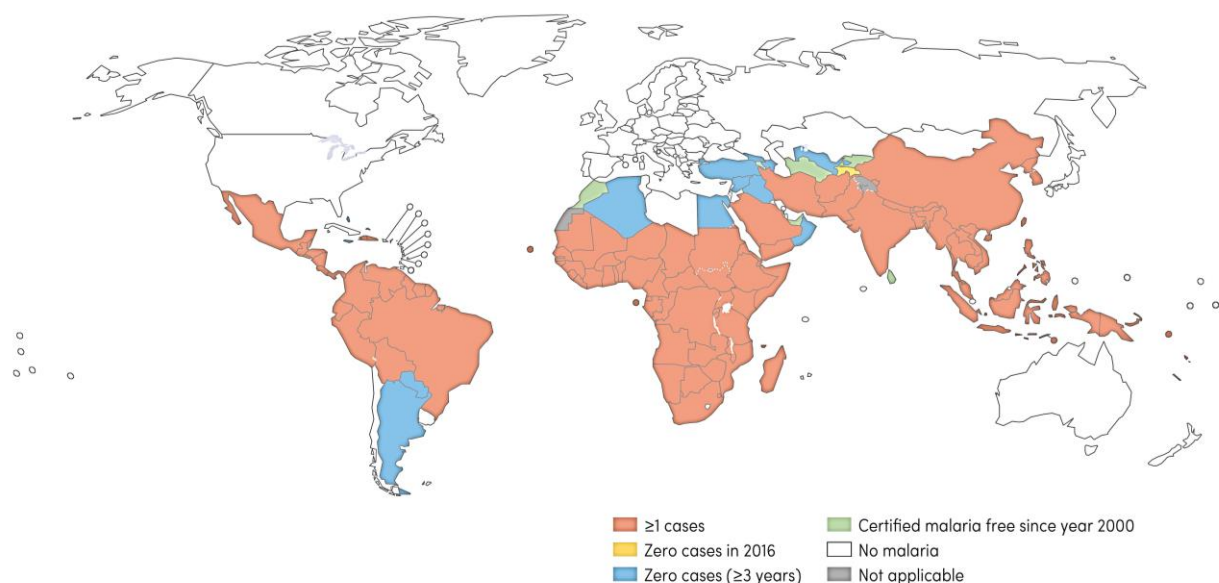 ≥1 cases
Zero cases in 2016
Zero cases (≥3 years)
Certified malaria free since year 2000
No malaria
Not applicable